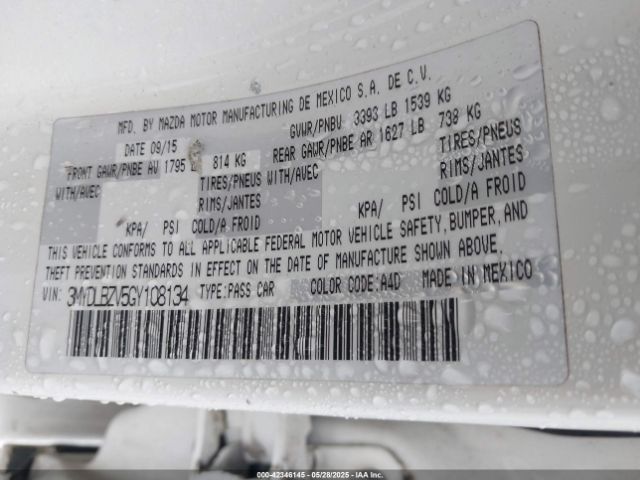 MFD. BY MAZDA MOTOR MANUFACTURING DE MEXICO S.A. DE C.V.
DATE 09/15 GVWR/PNBV 3393 LB 1539 KG
FRONT GAWR/PNBE AV 1795 L 814 KG REAR GAWR/PNBE AR 1627 LB 738 KG
WITH/AVEC TIRES/PNEUS WITH/AVEC TIRES/PNEUS
RIMS/JANTES RIMS/JANTES
KPA/ PSI COLD/A FROID KPA/ PSI COLD/A FROID
THIS VEHICLE CONFORMS TO ALL APPLICABLE FEDERAL MOTOR VEHICLE SAFETY, BUMPER, AND
THEFT PREVENTION STANDARDS IN EFFECT ON THE DATE OF MANUFACTURE SHOWN ABOVE.
VIN: 3MYDLBZV5GY108134 TYPE: PASS CAR COLOR CODE: A4D MADE IN MEXICO
000-42346145 - 05/28/2025 - IAAI.COM